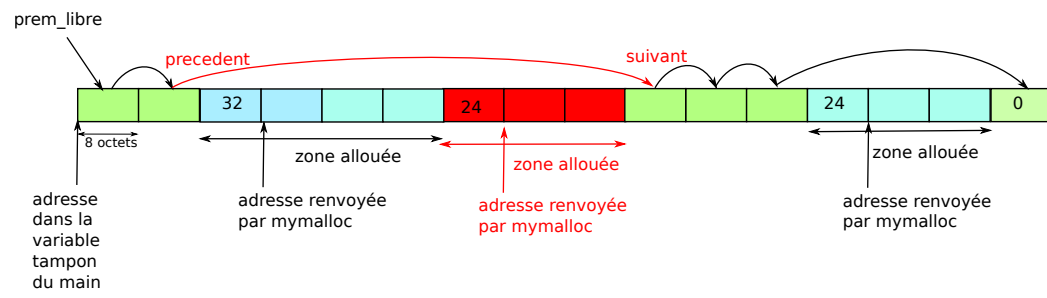 prem_libre
precedent
suivant
32
24
24
0
8 octets
zone allouée
zone allouée
zone allouée
adresse
dans la
variable
tampon
du main
adresse renvoyée
par mymalloc
adresse renvoyée
par mymalloc
adresse renvoyée
par mymalloc